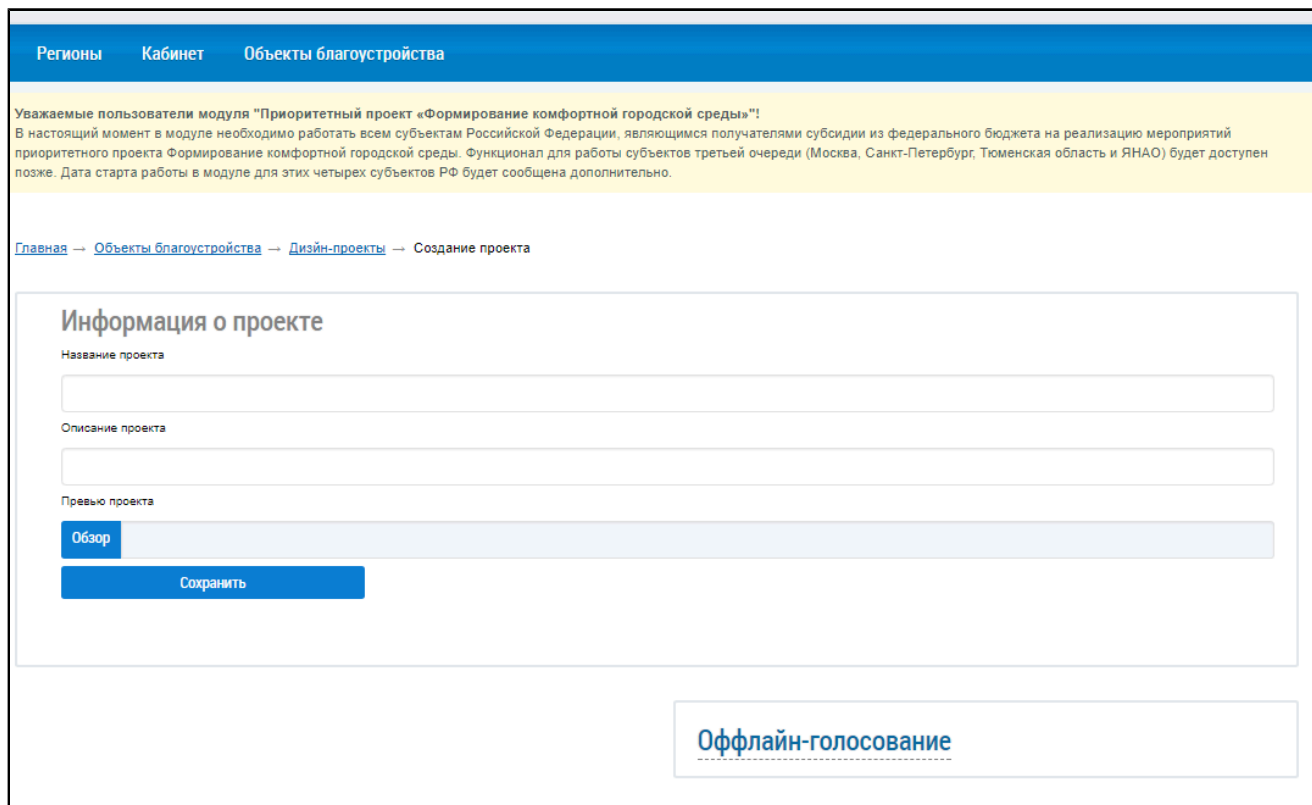 Регионы Кабинет Объекты благоустройства
Уважаемые пользователи модуля "Приоритетный проект «Формирование комфортной городской среды»"!
В настоящий момент в модуле необходимо работать всем субъектам Российской Федерации, являющимся получателями субсидии из федерального бюджета на реализацию мероприятий
приоритетного проекта Формирование комфортной городской среды. Функционал для работы субъектов третьей очереди (Москва, Санкт-Петербург, Тюменская область и ЯНАО) будет доступен
позже. Дата старта работы в модуле для этих четырех субъектов РФ будет сообщена дополнительно.
Главная → Объекты благоустройства → Дизйн-проекты → Создание проекта
Информация о проекте
Название проекта
Описание проекта
Превью проекта
Обзор
Сохранить
Оффлайн-голосование